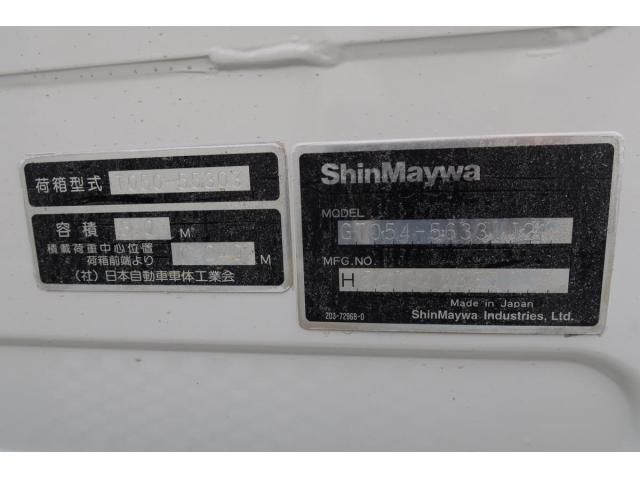 荷箱型式
容積 M
積載荷重中心位置
荷箱前端より M
(社)日本自動車車体工業会
ShinMaywa
MODEL
MFG.NO.
H
Made in Japan
203-72968-0 ShinMaywa Industries, Ltd.